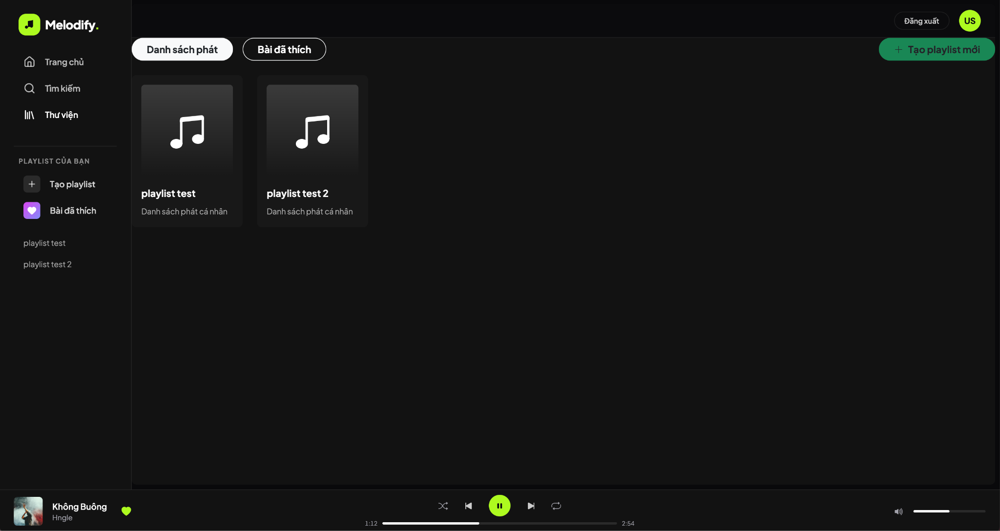 Melodify.
Trang chủ
Tìm kiếm
Thư viện
PLAYLIST CỦA BẠN
Tạo playlist
Bài đã thích
playlist test
playlist test 2
Đăng xuất
US
Danh sách phát
Bài đã thích
Tạo playlist mới
playlist test
Danh sách phát cá nhân
playlist test 2
Danh sách phát cá nhân
Không Buông
Hngle
1:12
2:54